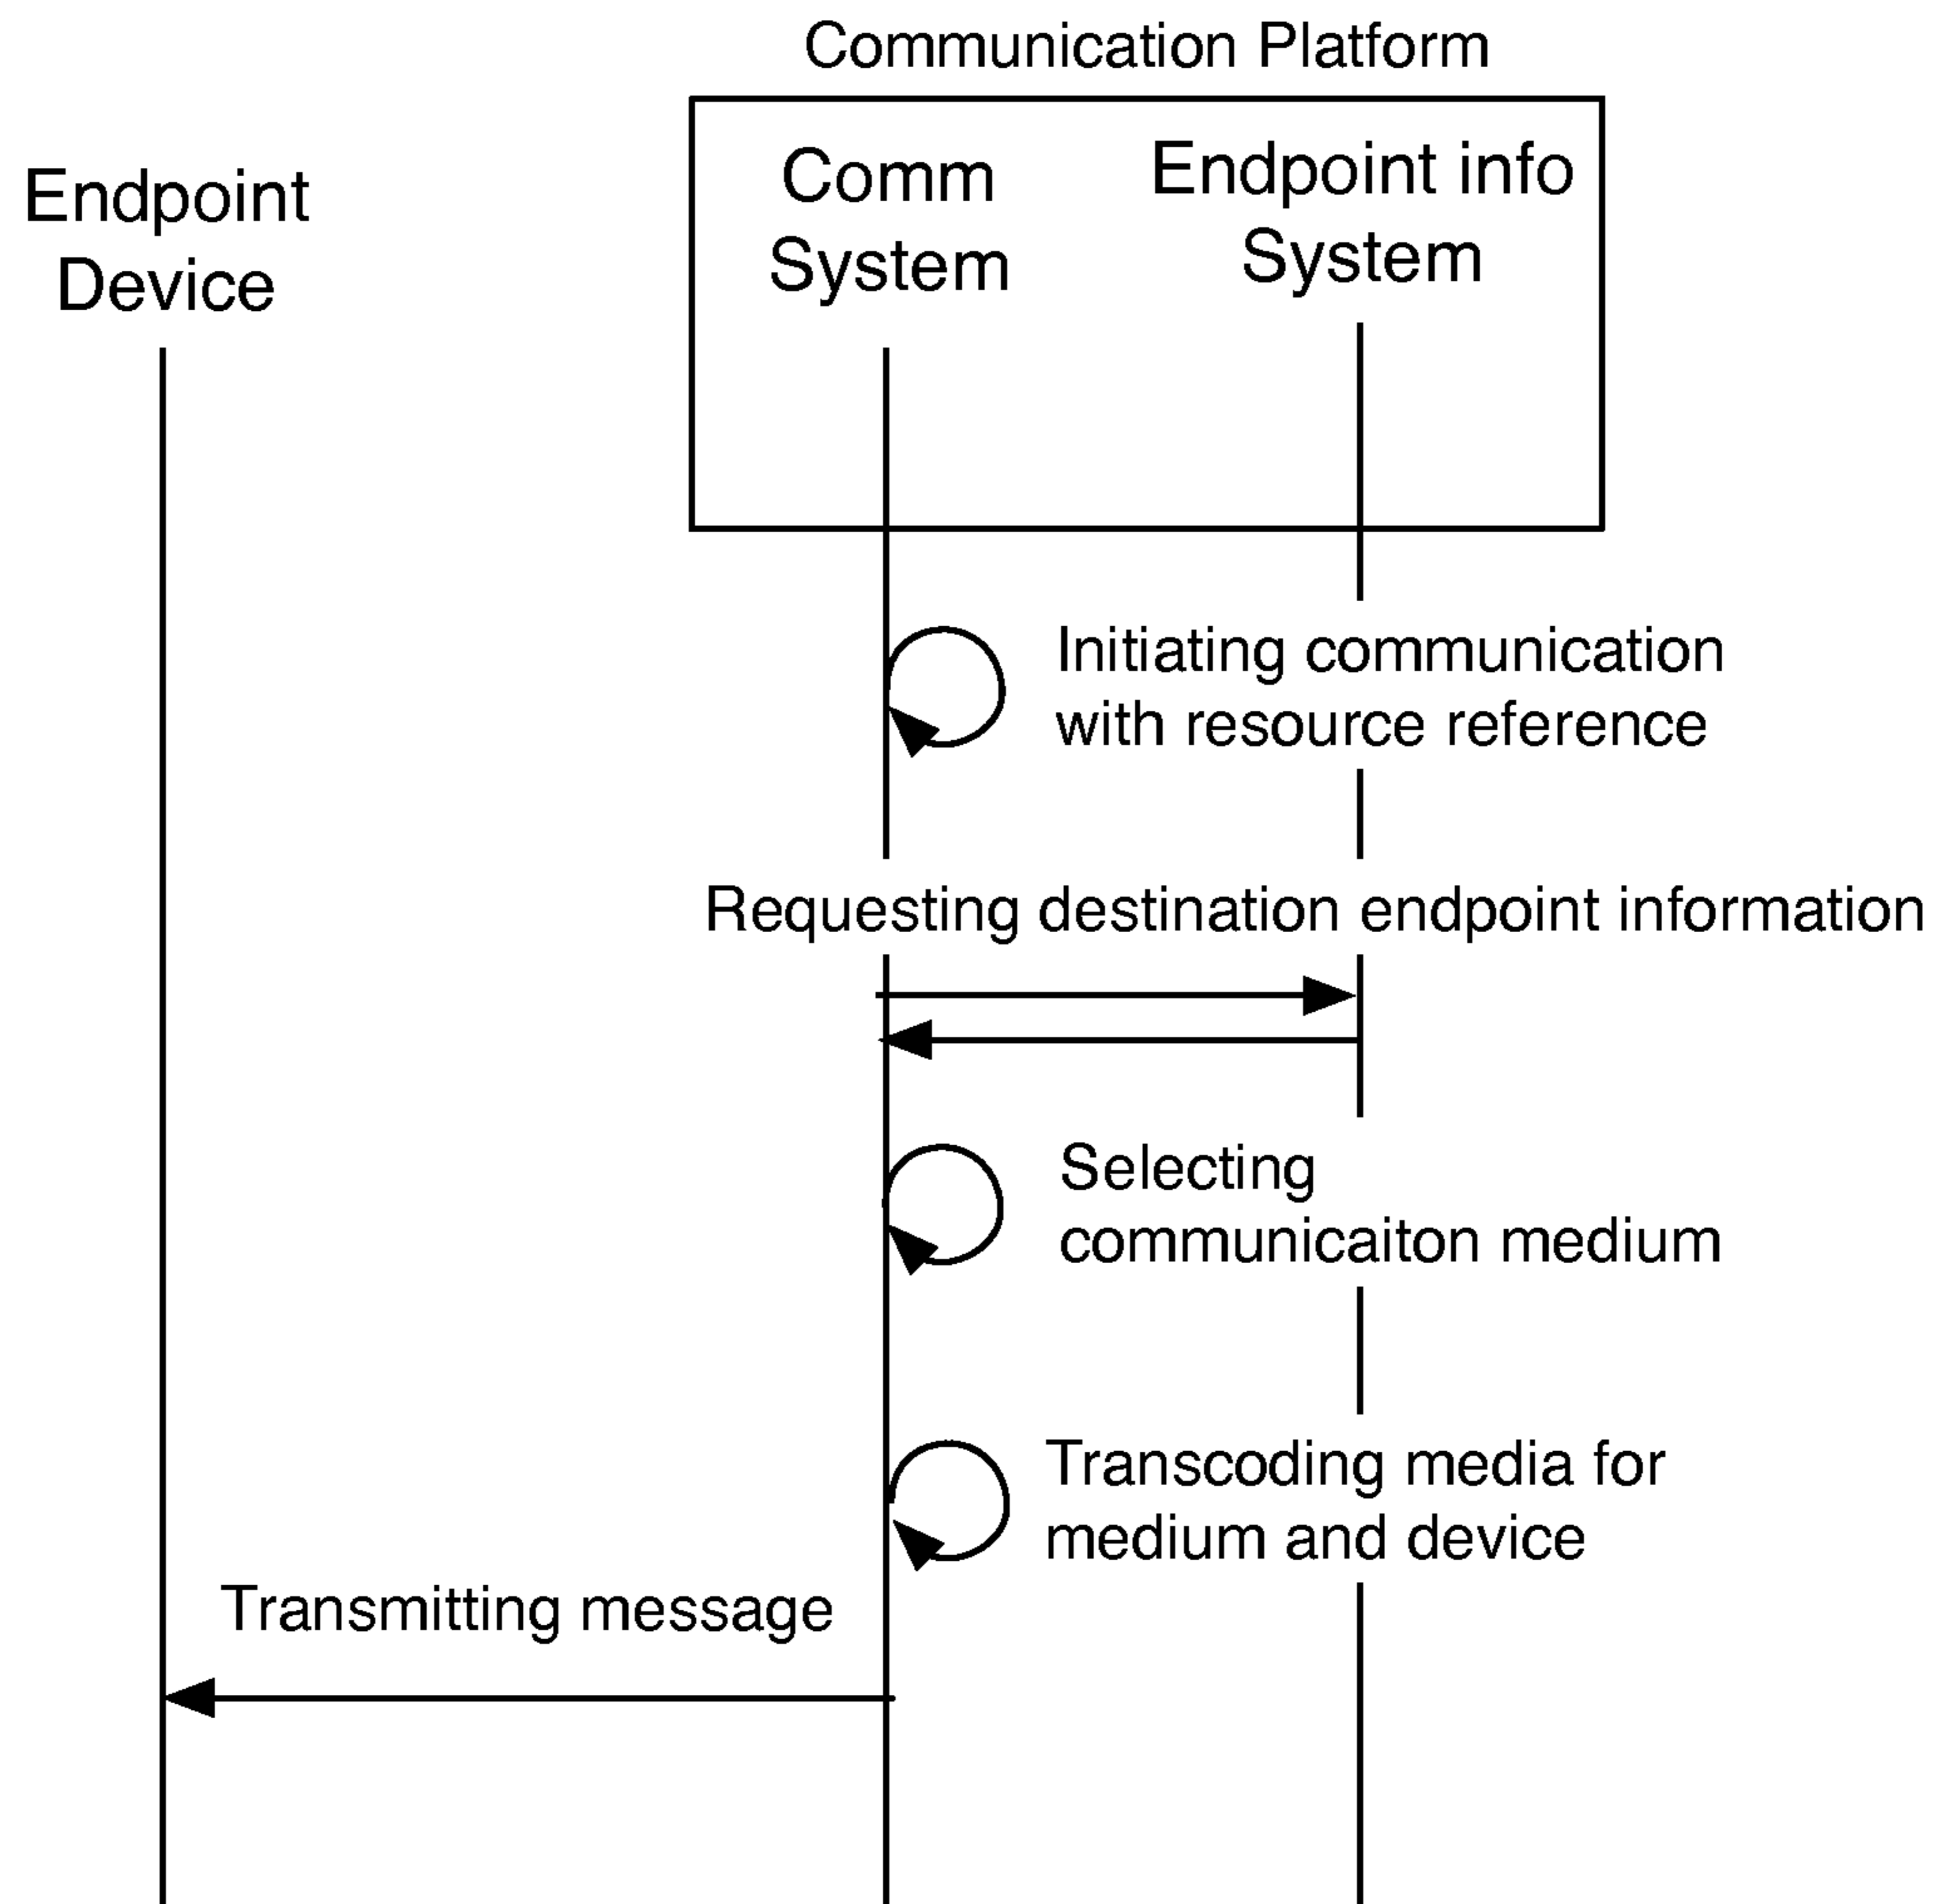 Communication Platform
Endpoint
Device
Comm
System
Endpoint info
System
Initiating communication
with resource reference
Requesting destination endpoint information
Selecting
communicaiton medium
Transcoding media for
medium and device
Transmitting message